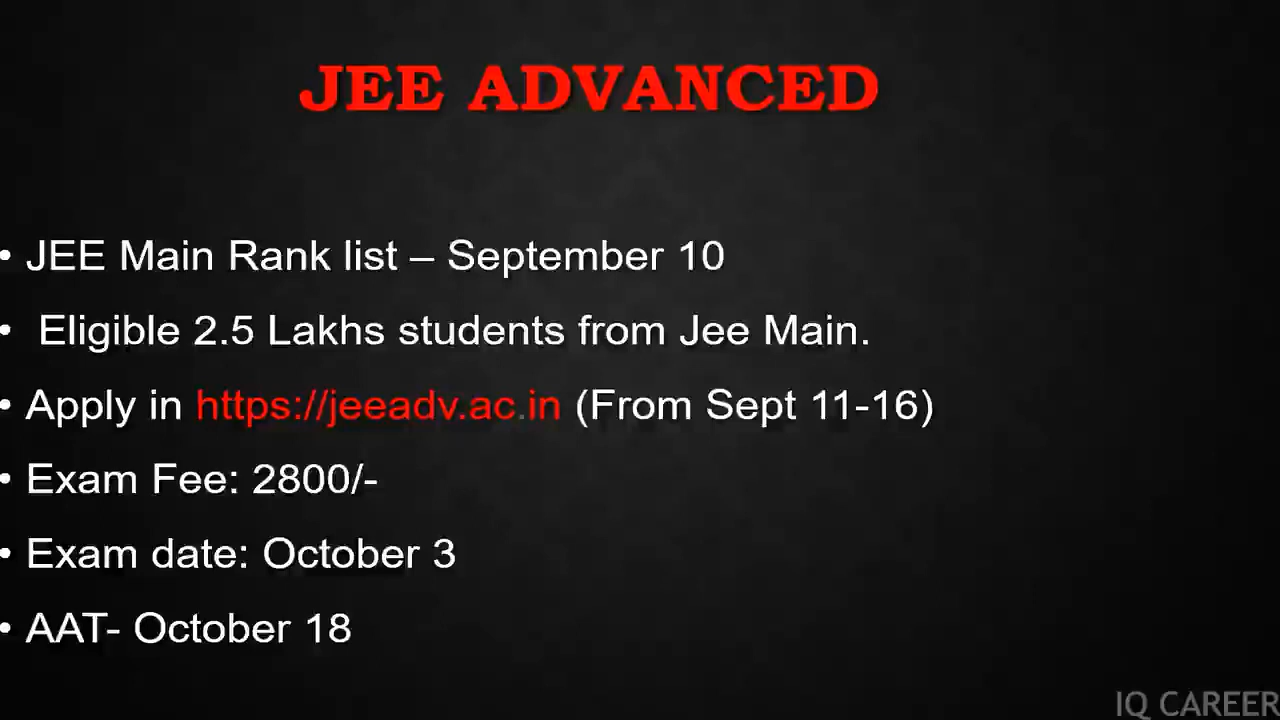 JEE ADVANCED
• JEE Main Rank list – September 10
• Eligible 2.5 Lakhs students from Jee Main.
• Apply in https://jeeadv.ac.in (From Sept 11-16)
• Exam Fee: 2800/-
• Exam date: October 3
• AAT- October 18
IQ CAREER